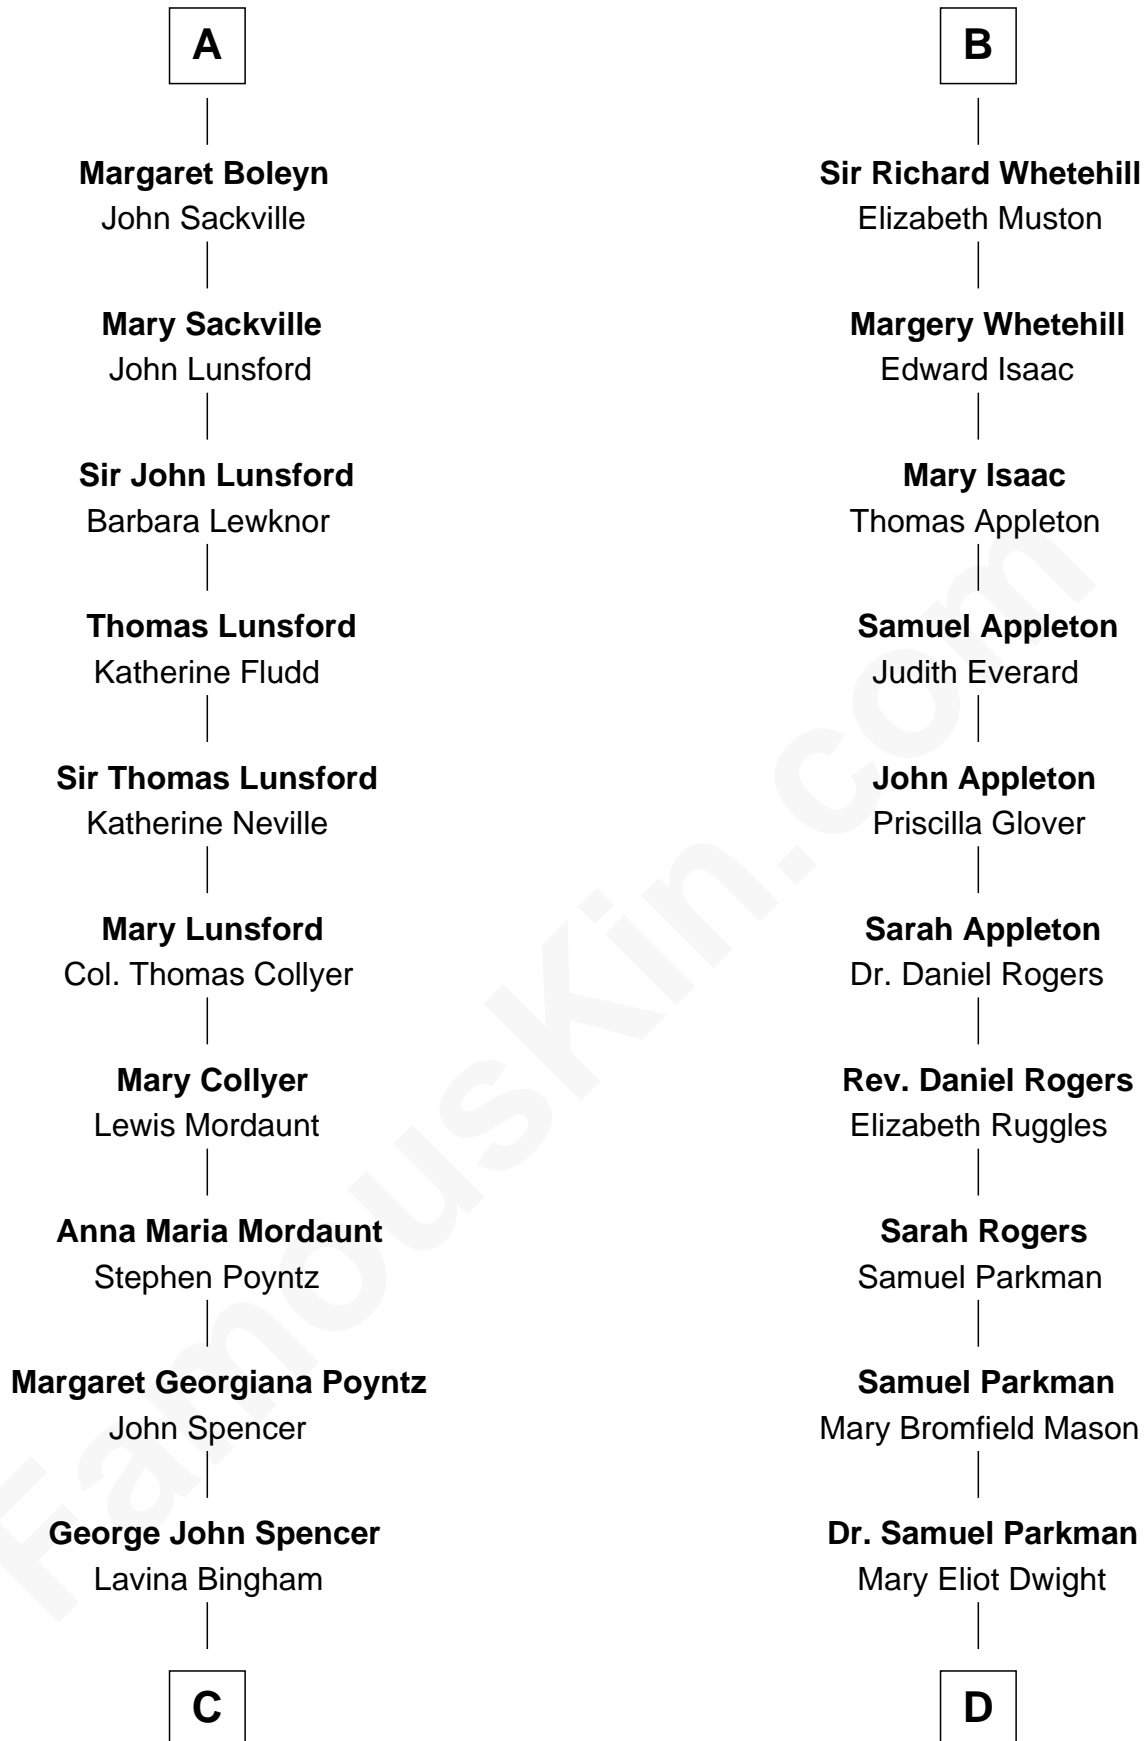 A
Margaret Boleyn
John Sackville
Mary Sackville
John Lunsford
Sir John Lunsford
Barbara Lewknor
Thomas Lunsford
Katherine Fludd
Sir Thomas Lunsford
Katherine Neville
Mary Lunsford
Col. Thomas Collyer
Mary Collyer
Lewis Mordaunt
Anna Maria Mordaunt
Stephen Poyntz
Margaret Georgiana Poyntz
John Spencer
George John Spencer
Lavina Bingham
C
B
Sir Richard Whetehill
Elizabeth Muston
Margery Whetehill
Edward Isaac
Mary Isaac
Thomas Appleton
Samuel Appleton
Judith Everard
John Appleton
Priscilla Glover
Sarah Appleton
Dr. Daniel Rogers
Rev. Daniel Rogers
Elizabeth Ruggles
Sarah Rogers
Samuel Parkman
Samuel Parkman
Mary Bromfield Mason
Dr. Samuel Parkman
Mary Eliot Dwight
D
FamousKin.com